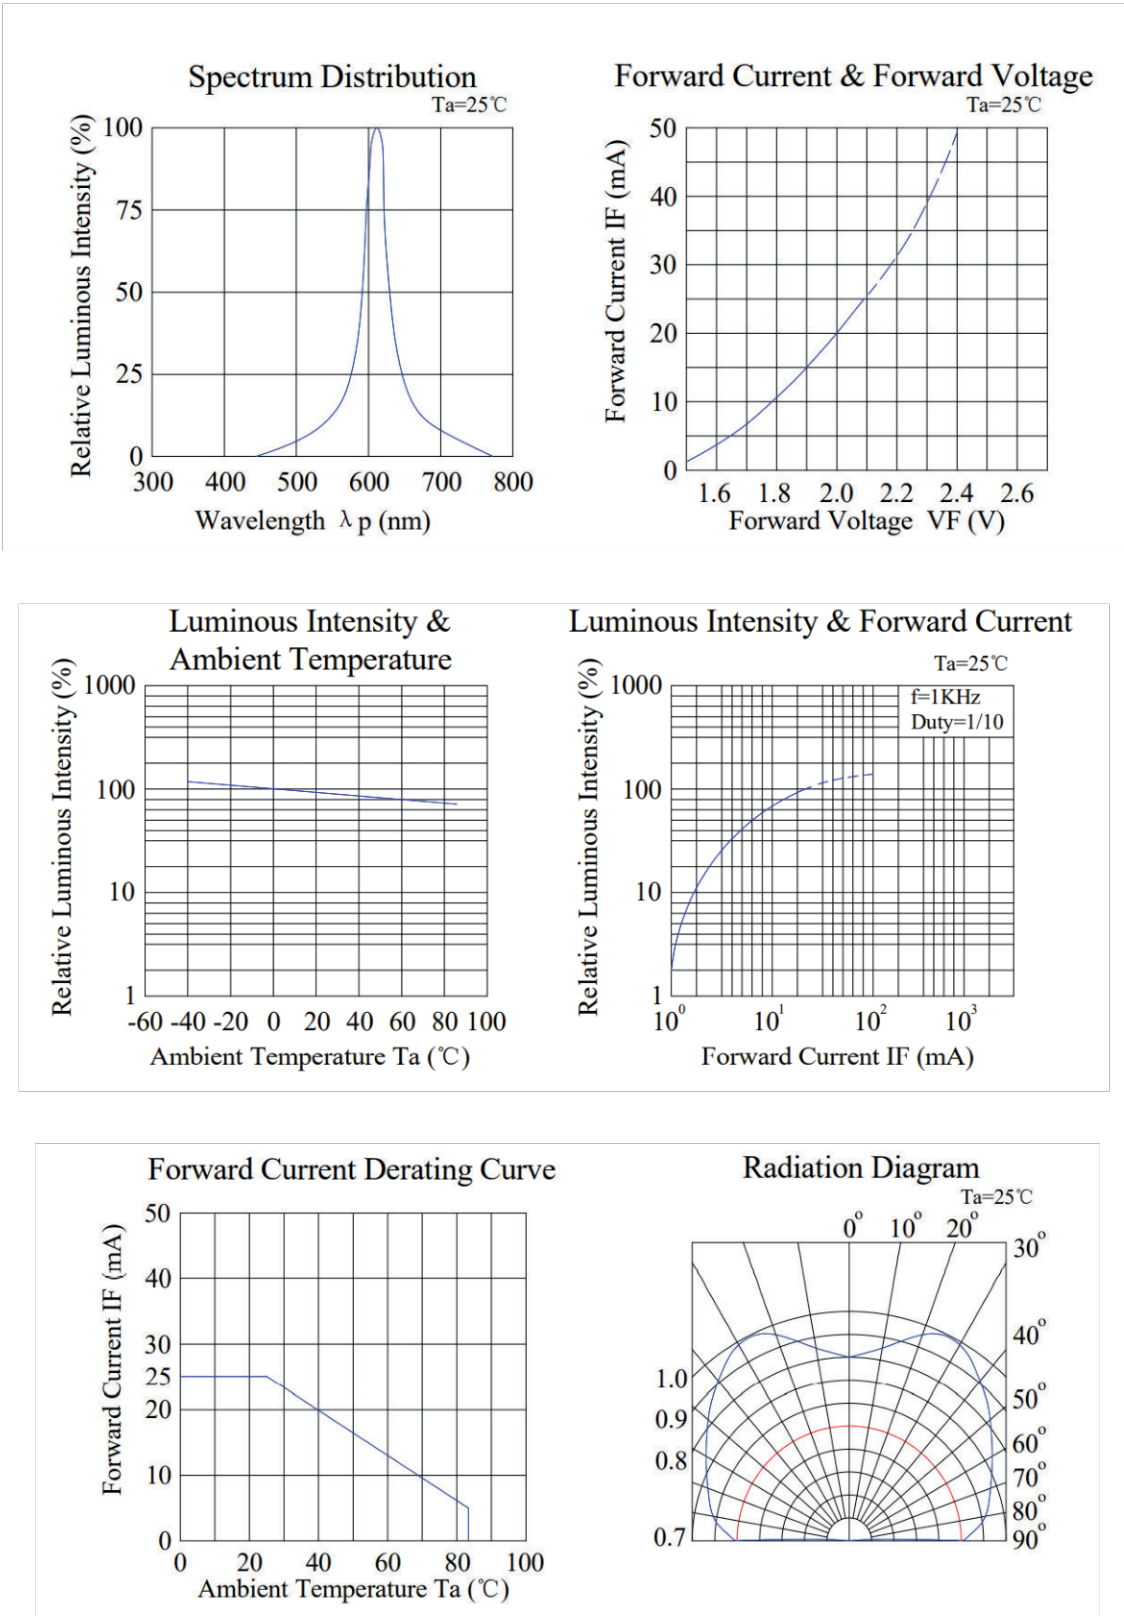 Spectrum Distribution
Ta=25℃
Relative Luminous Intensity (%)
100
75
50
25
0
300 400 500 600 700 800
Wavelength λ p (nm)
Forward Current & Forward Voltage
Ta=25℃
Forward Current IF (mA)
50
40
30
20
10
0
1.6 1.8 2.0 2.2 2.4 2.6
Forward Voltage VF (V)
Luminous Intensity &
Ambient Temperature
Relative Luminous Intensity (%)
1000
100
10
1
-60 -40 -20 0 20 40 60 80 100
Ambient Temperature Ta (℃)
Luminous Intensity & Forward Current
Ta=25℃
f=1KHz
Duty=1/10
Relative Luminous Intensity (%)
1000
100
10
1
10⁰ 10¹ 10² 10³
Forward Current IF (mA)
Forward Current Derating Curve
Forward Current IF (mA)
50
40
30
25
20
10
0
0 20 40 60 80 100
Ambient Temperature Ta (℃)
Radiation Diagram
Ta=25℃
0° 10° 20°
30°
40°
50°
60°
70°
80°
90°
1.0
0.9
0.8
0.7